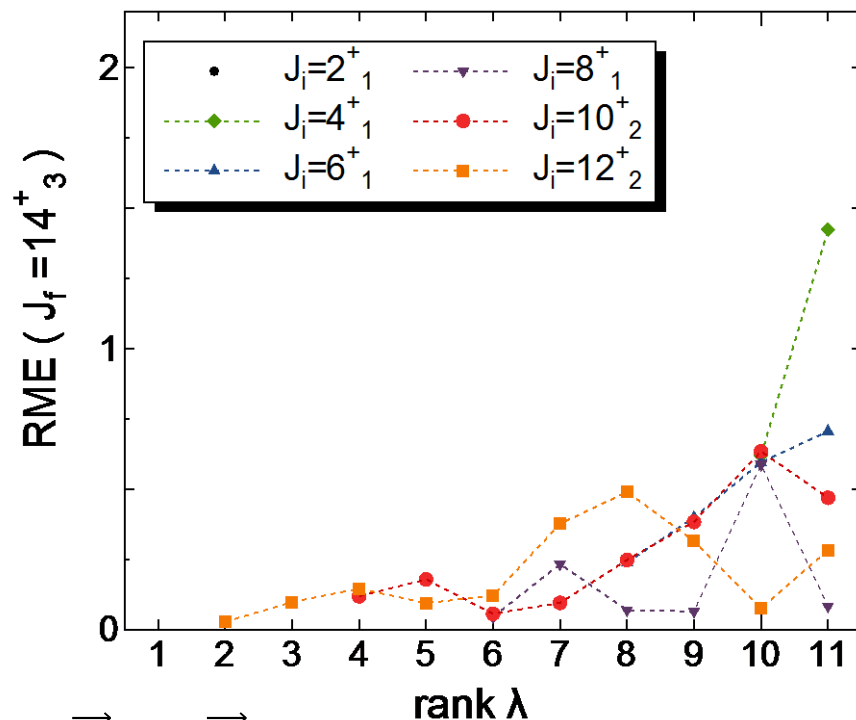 2
J_i=2^+_1
J_i=8^+_1
J_i=4^+_1
J_i=10^+_2
J_i=6^+_1
J_i=12^+_2
1
0
RME ( J_f =14^+_3 )
1 2 3 4 5 6 7 8 9 10 11
rank λ